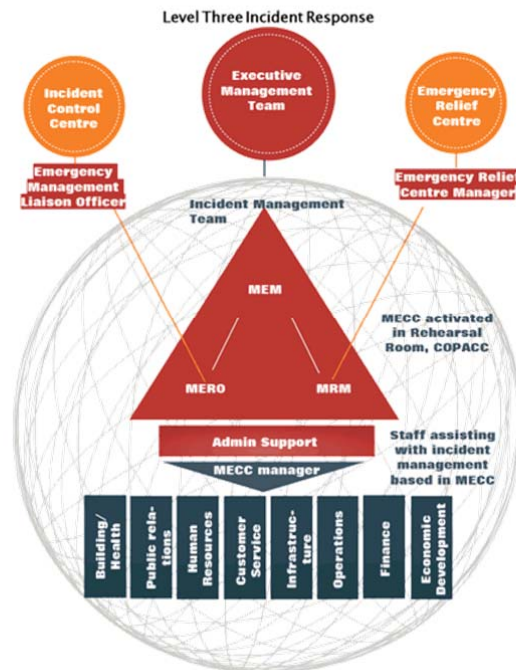 Level Three Incident Response
Incident
Control
Centre
Executive
Management
Team
Emergency
Relief
Centre
Emergency
Management
Liaison Officer
Emergency Relief
Centre Manager
Incident Management
Team
MEM
MECC activated
in Rehearsal
Room, COPACC
MERO
MRM
Admin Support
MECC manager
Staff assisting
with incident
management
based in MECC
Building/
Health
Public rela-
tions
Human
Resources
Customer
Service
Infrastruc-
ture
Operations
Finance
Economic
Development